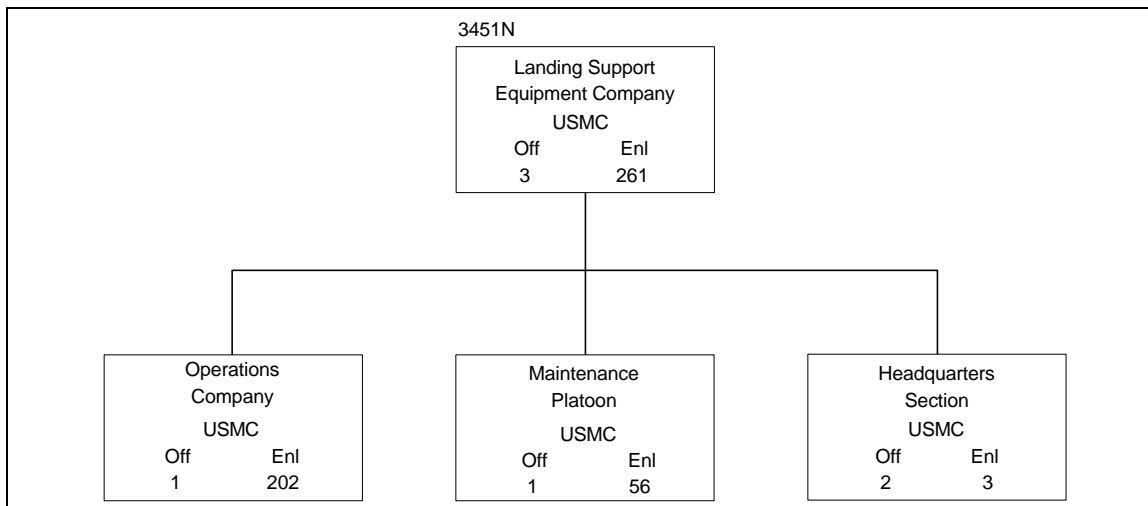 3451N
Landing Support
Equipment Company
USMC
Off Enl
3 261
Operations
Company
USMC
Off Enl
1 202
Maintenance
Platoon
USMC
Off Enl
1 56
Headquarters
Section
USMC
Off Enl
2 3